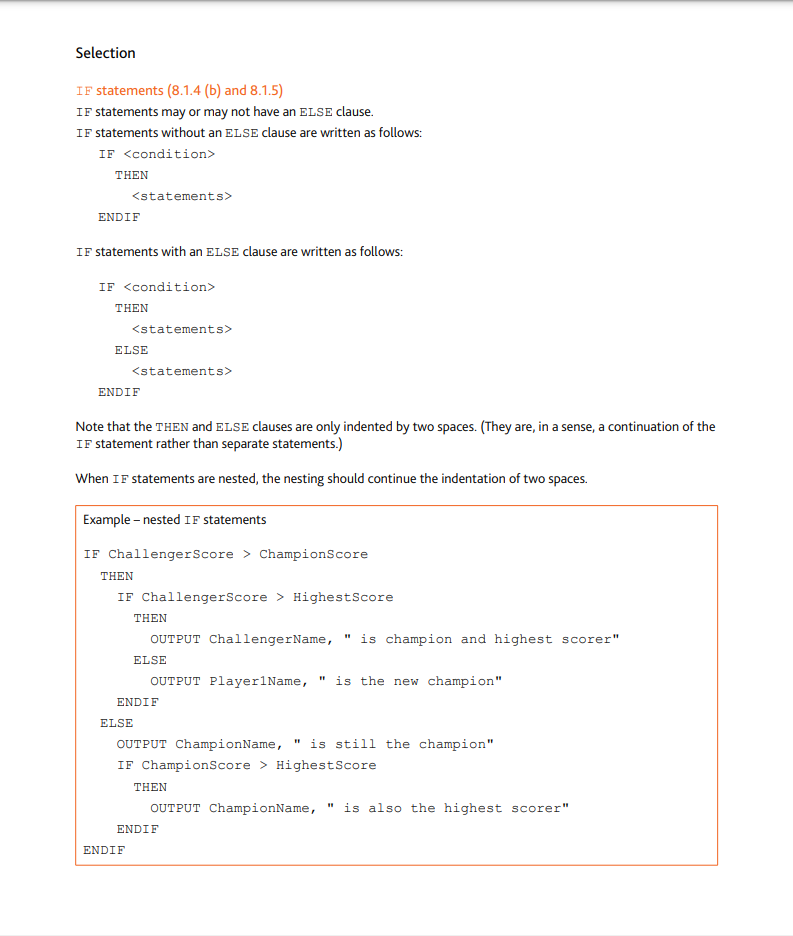 Selection
IF statements (8.1.4 (b) and 8.1.5)
IF statements may or may not have an ELSE clause.
IF statements without an ELSE clause are written as follows:
IF <condition>
THEN
<statements>
ENDIF
IF statements with an ELSE clause are written as follows:
IF <condition>
THEN
<statements>
ELSE
<statements>
ENDIF
Note that the THEN and ELSE clauses are only indented by two spaces. (They are, in a sense, a continuation of the
IF statement rather than separate statements.)
When IF statements are nested, the nesting should continue the indentation of two spaces.
Example – nested IF statements
IF ChallengerScore > ChampionScore
THEN
IF ChallengerScore > HighestScore
THEN
OUTPUT ChallengerName, " is champion and highest scorer"
ELSE
OUTPUT Player1Name, " is the new champion"
ENDIF
ELSE
OUTPUT ChampionName, " is still the champion"
IF ChampionScore > HighestScore
THEN
OUTPUT ChampionName, " is also the highest scorer"
ENDIF
ENDIF